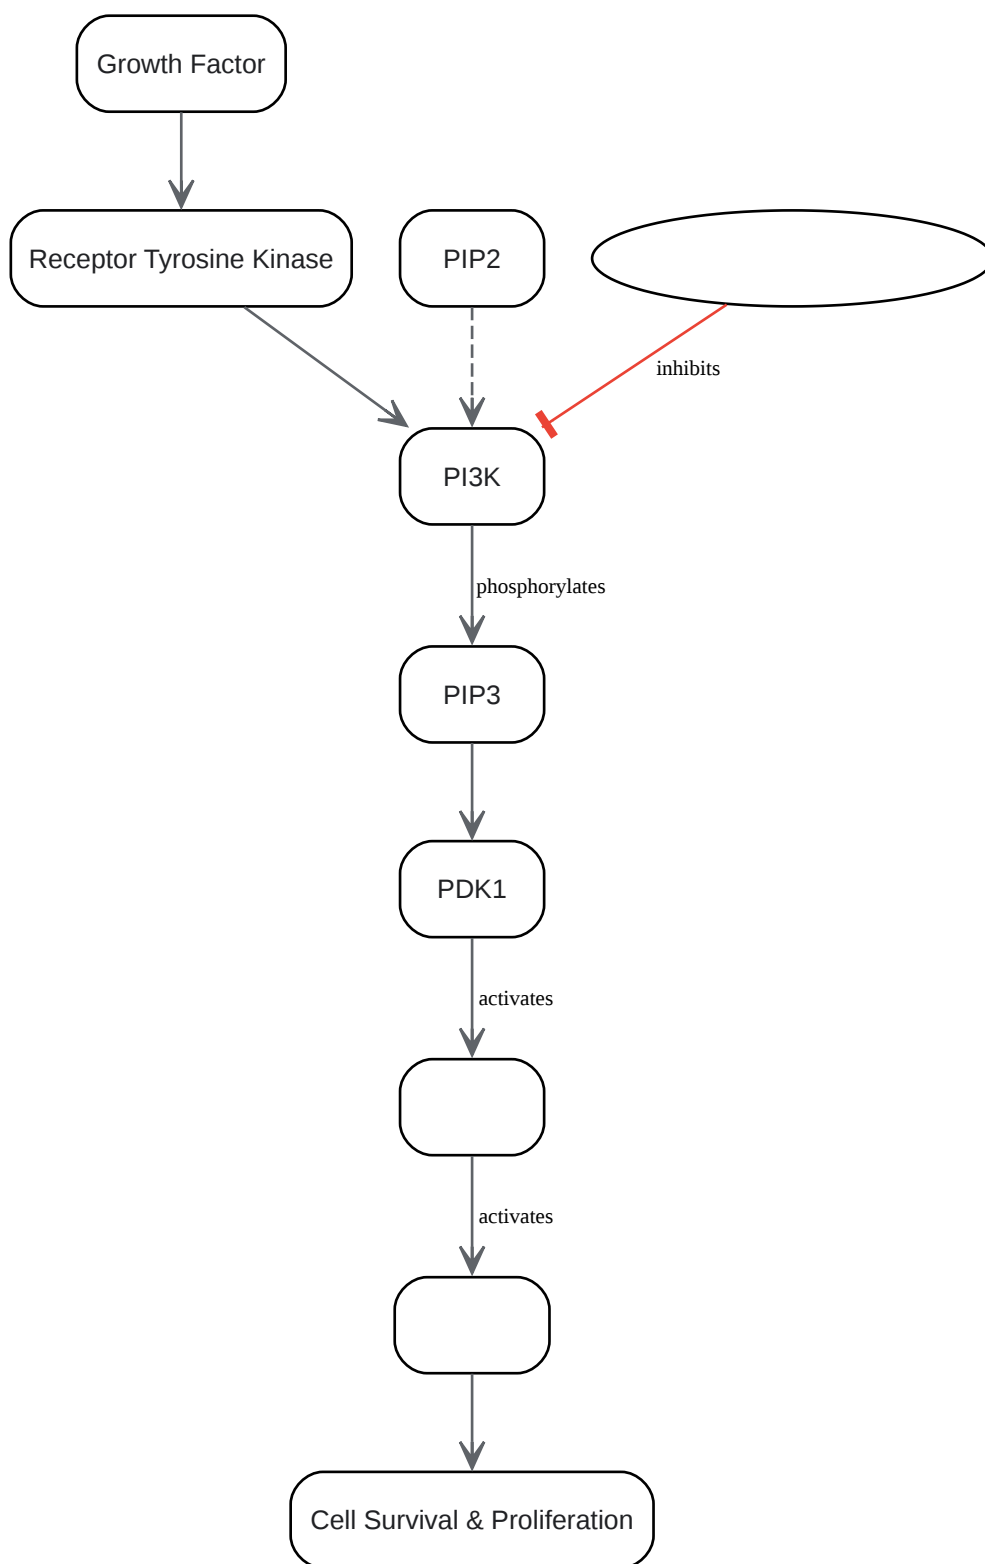 Growth Factor
Receptor Tyrosine Kinase
PIP2
inhibits
PI3K
phosphorylates
PIP3
PDK1
activates
activates
Cell Survival & Proliferation